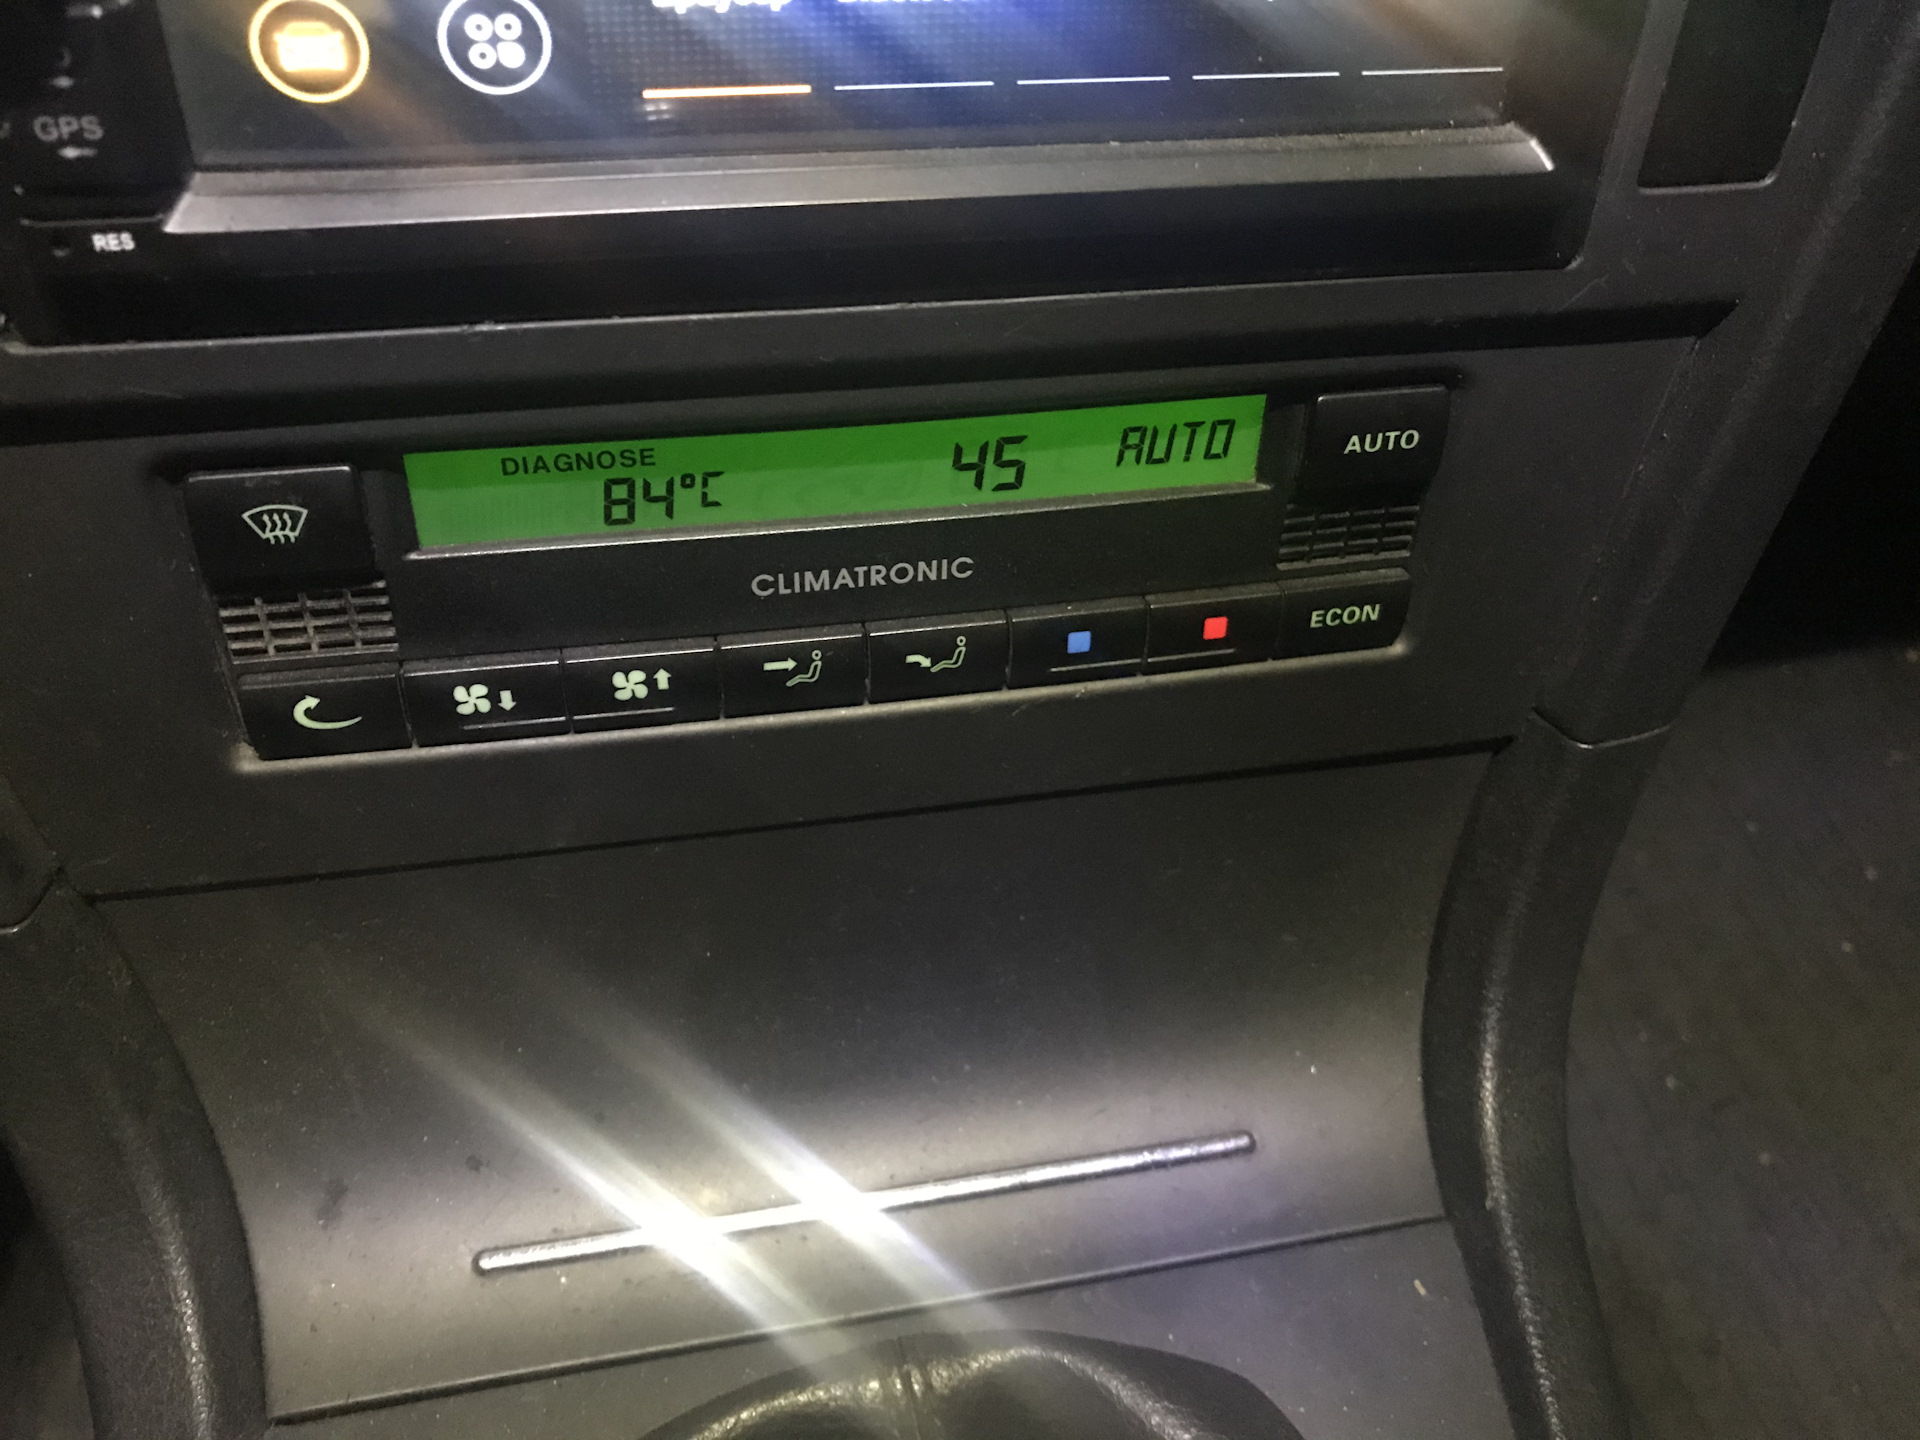 GPS
RES
DIAGNOSE
84°C
45
AUTO
AUTO
CLIMATRONIC
ECON